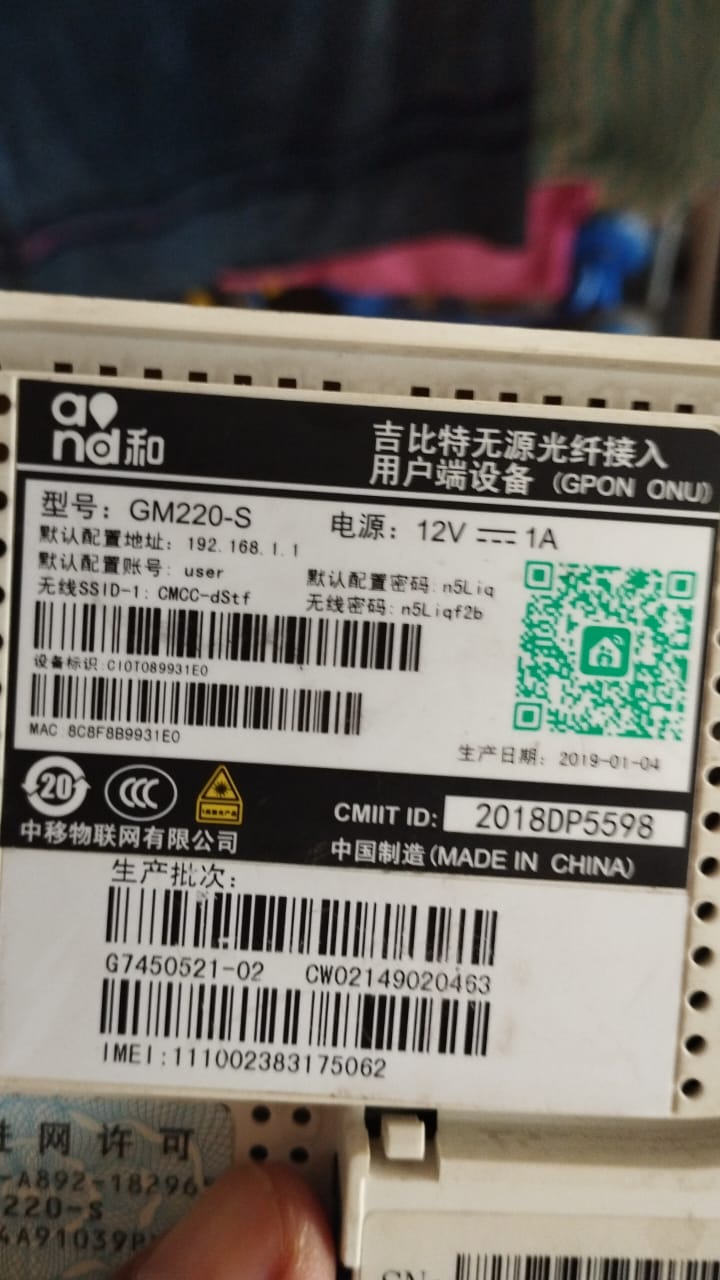 and和
吉比特无源光纤接入
用户端设备 (GPON ONU)
型号: GM220-S
电源: 12V ⎓ 1A
默认配置地址: 192.168.1.1
默认配置账号: user
默认配置密码: n5Liq
无线SSID-1: CMCC-dStf
无线密码: n5Liqf2b
设备标识:CIOT089931E0
MAC 8C8F8B9931E0
生产日期: 2019-01-04
20
CCC
中移物联网有限公司
CMIIT ID: 2018DP5598
中国制造(MADE IN CHINA)
生产批次:
G7450521-02 CW02149020463
IMEI:111002383175062
网许可
-A892-18296
220-S
4A91039P
SN